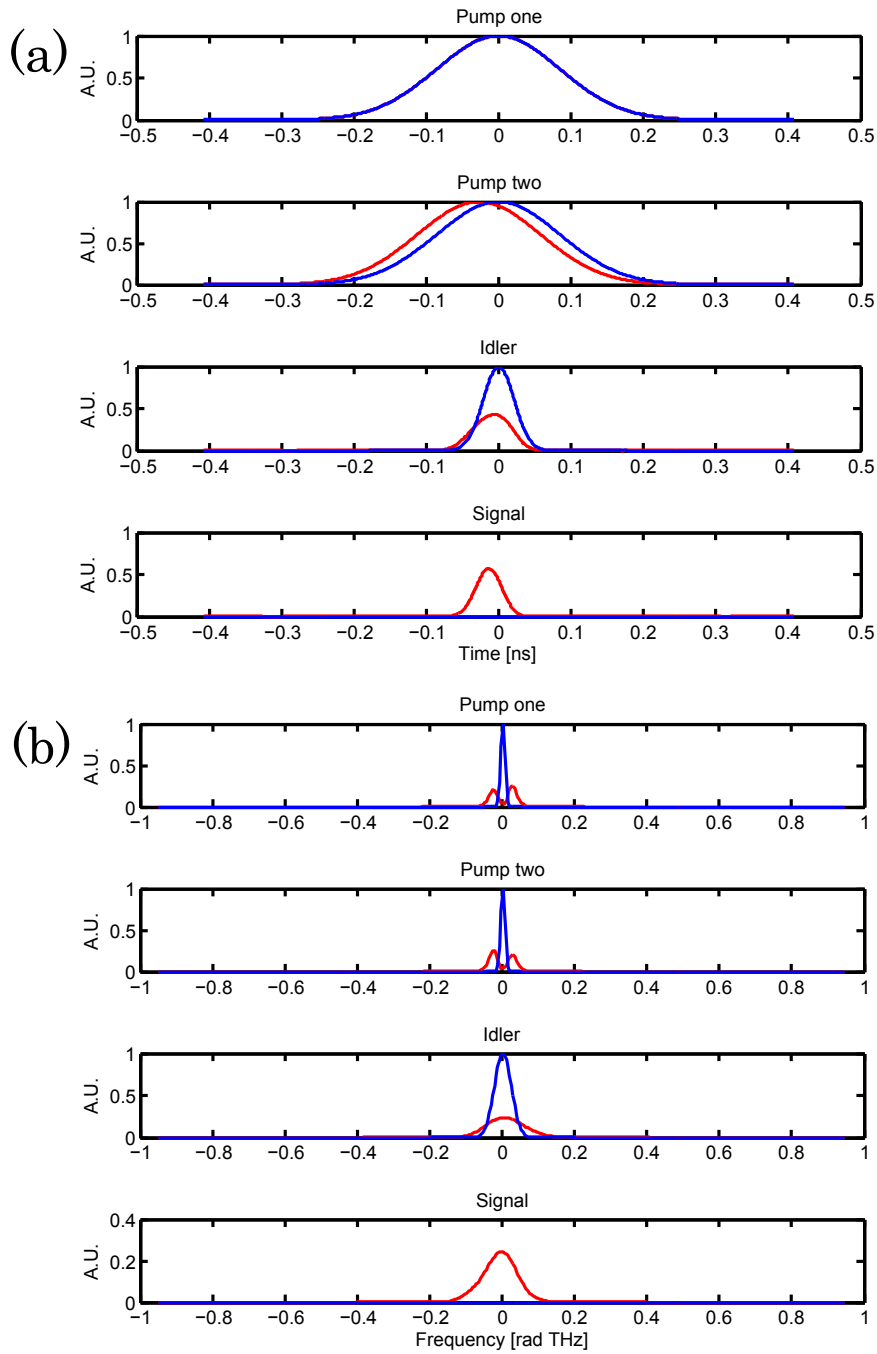 (a)
Pump one
A.U.
1
0.5
0
−0.5 −0.4 −0.3 −0.2 −0.1 0 0.1 0.2 0.3 0.4 0.5
Pump two
A.U.
1
0.5
0
−0.5 −0.4 −0.3 −0.2 −0.1 0 0.1 0.2 0.3 0.4 0.5
Idler
A.U.
1
0.5
0
−0.5 −0.4 −0.3 −0.2 −0.1 0 0.1 0.2 0.3 0.4 0.5
Signal
A.U.
1
0.5
0
−0.5 −0.4 −0.3 −0.2 −0.1 0 0.1 0.2 0.3 0.4 0.5
Time [ns]
(b)
Pump one
A.U.
1
0.5
0
−1 −0.8 −0.6 −0.4 −0.2 0 0.2 0.4 0.6 0.8 1
Pump two
A.U.
1
0.5
0
−1 −0.8 −0.6 −0.4 −0.2 0 0.2 0.4 0.6 0.8 1
Idler
A.U.
1
0.5
0
−1 −0.8 −0.6 −0.4 −0.2 0 0.2 0.4 0.6 0.8 1
Signal
A.U.
0.4
0.2
0
−1 −0.8 −0.6 −0.4 −0.2 0 0.2 0.4 0.6 0.8 1
Frequency [rad THz]